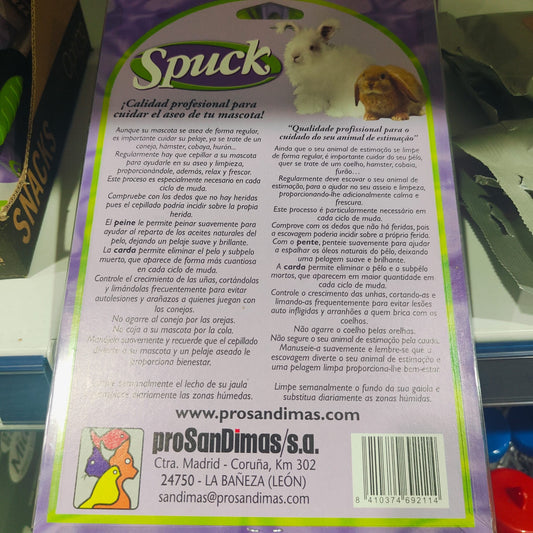 Spuck
¡Calidad profesional para
cuidar el aseo de tu mascota!
Aunque su mascota se asea de forma regular,
es importante cuidar su pelaje, ya se trate de un
conejo, hámster, cobaya, hurón...
Regularmente hay que cepillar a su mascota
para ayudarle en su aseo y limpieza,
proporcionándole, además, relax y frescor.
Este proceso es especialmente necesario en cada
ciclo de muda.
Compruebe con los dedos que no hay heridas
pues el cepillado podría incidir sobre la propia
herida.
El peine le permite peinar suavemente para
ayudar al reparto de los aceites naturales del
pelo, dejando un pelaje suave y brillante.
La carda permite eliminar el pelo y subpelo
muerto, que aparece de forma más cuantiosa
en cada ciclo de muda.
Controle el crecimiento de las uñas, cortándolas
y limándolas frecuentemente para evitar
autolesiones y arañazos a quienes juegan con
los conejos.
No agarre al conejo por las orejas.
No coja a su mascota por la cola.
Manéjele suavemente y recuerde que el cepillado
divierte a su mascota y un pelaje aseado le
proporciona bienestar.
semanalmente el lecho de su jaula
diariamente las zonas húmedas.
"Qualidade profissional para o
cuidado do seu animal de estimação"
Ainda que o seu animal de estimação se limpe
de forma regular, é importante cuidar do seu pêlo,
quer se trate de um coelho, hamster, cobaia,
furão...
Regularmente deve escovar o seu animal de
estimação, para o ajudar no seu asseio e limpeza,
proporcionando-lhe adicionalmente calma e
frescura.
Este processo é particularmente necessário em
cada ciclo de muda.
Comprove com os dedos que não há feridas, pois
a escovagem poderia incidir sobre a própria ferida.
Com o pente, penteie suavemente para ajudar
a espalhar os óleos naturais do pêlo, deixando
uma pelagem suave e brilhante.
A carda permite eliminar o pêlo e o subpêlo
mortos, que aparecem em maior quantidade em
cada ciclo de muda.
Controle o crescimento das unhas, cortando-as e
limando-as frequentemente para evitar lesões
auto infligidas y arranhões a quem brica com os
coelhos.
Não agarre o coelho pelas orelhas.
Não segure o seu animal de estimação pela cauda.
Manusele-a suavemente e lembre-se que a
escovagem diverte o seu animal de estimação e
uma pelagem limpa proporciona-lhe bem-estar.
Limpe semanalmente o fundo da sua gaiola e
substitua diariamente as zonas húmidas.
www.prosandimas.com
proSanDimas/s.a.
Ctra. Madrid - Coruña, Km 302
24750 - LA BAÑEZA (LEÓN)
sandimas@prosandimas.com
8 410374 692114
SNACKS